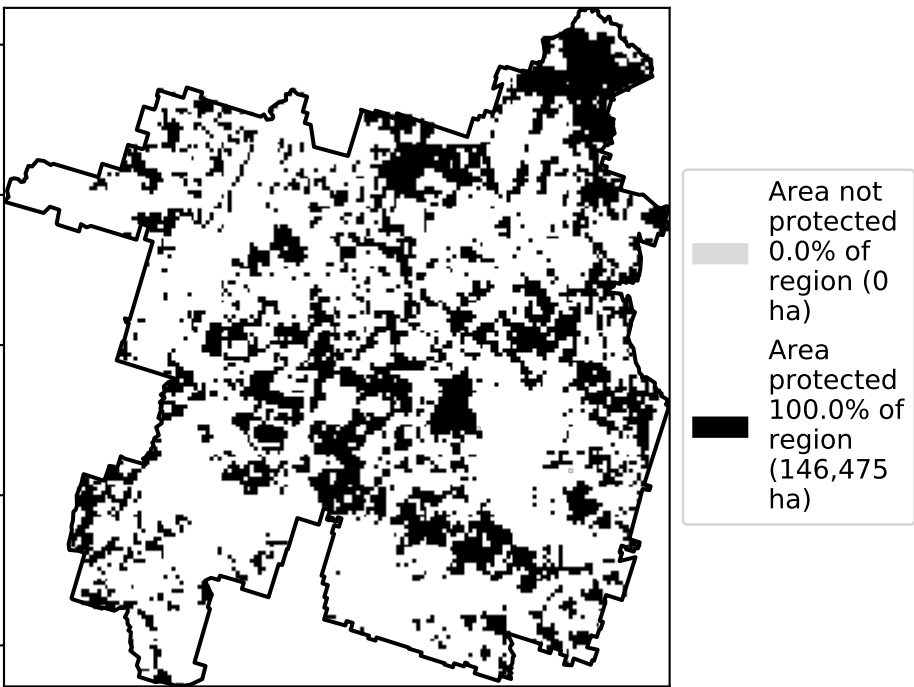 Area not
protected
0.0% of
region (0
ha)
Area
protected
100.0% of
region
(146,475
ha)